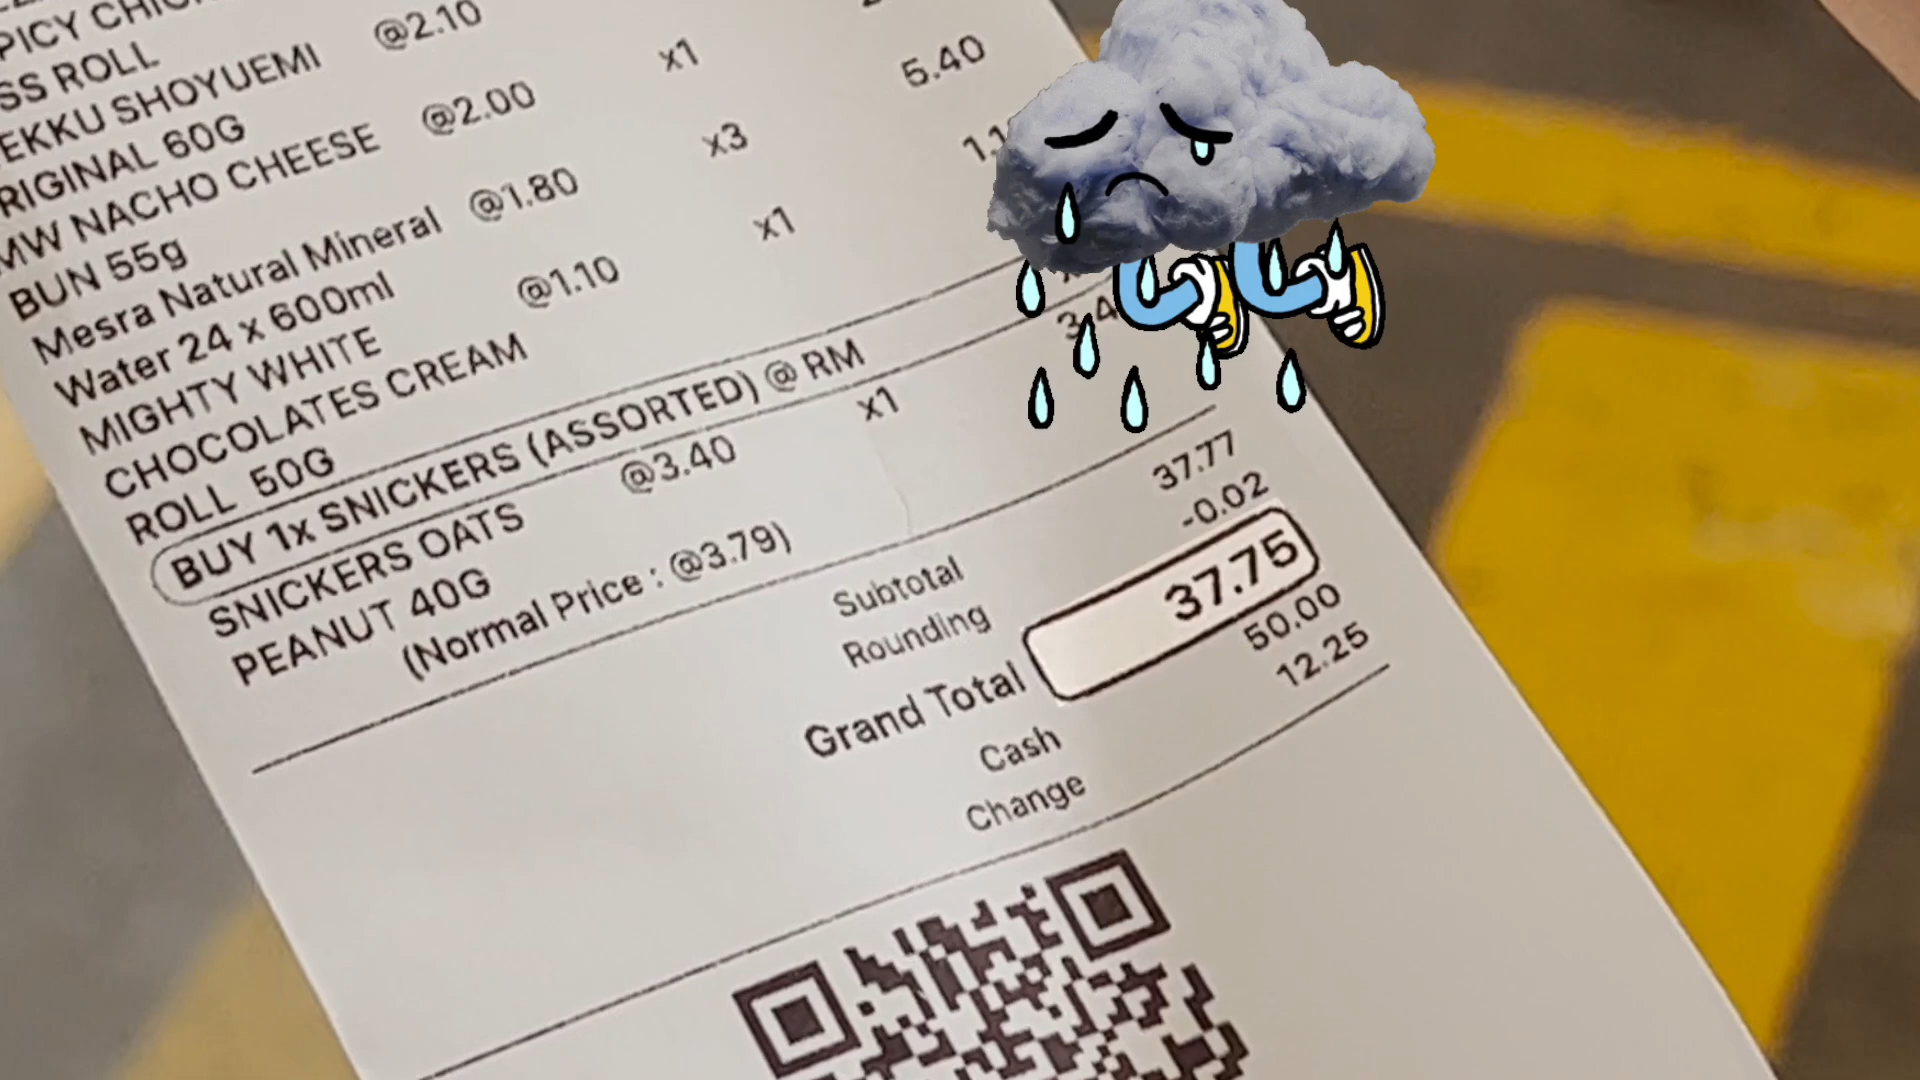 PICY CHIC
SS ROLL @2.10
EKKU SHOYUEMI x1
RIGINAL 60G @2.00 5.40
MW NACHO CHEESE x3
BUN 55g @1.80
Mesra Natural Mineral x1
Water 24 x 600ml @1.10
MIGHTY WHITE
CHOCOLATES CREAM
ROLL 50G
BUY 1x SNICKERS (ASSORTED) @ RM
SNICKERS OATS @3.40 x1
PEANUT 40G
(Normal Price : @3.79)
Subtotal 37.77
Rounding -0.02
Grand Total 37.75
Cash 50.00
Change 12.25